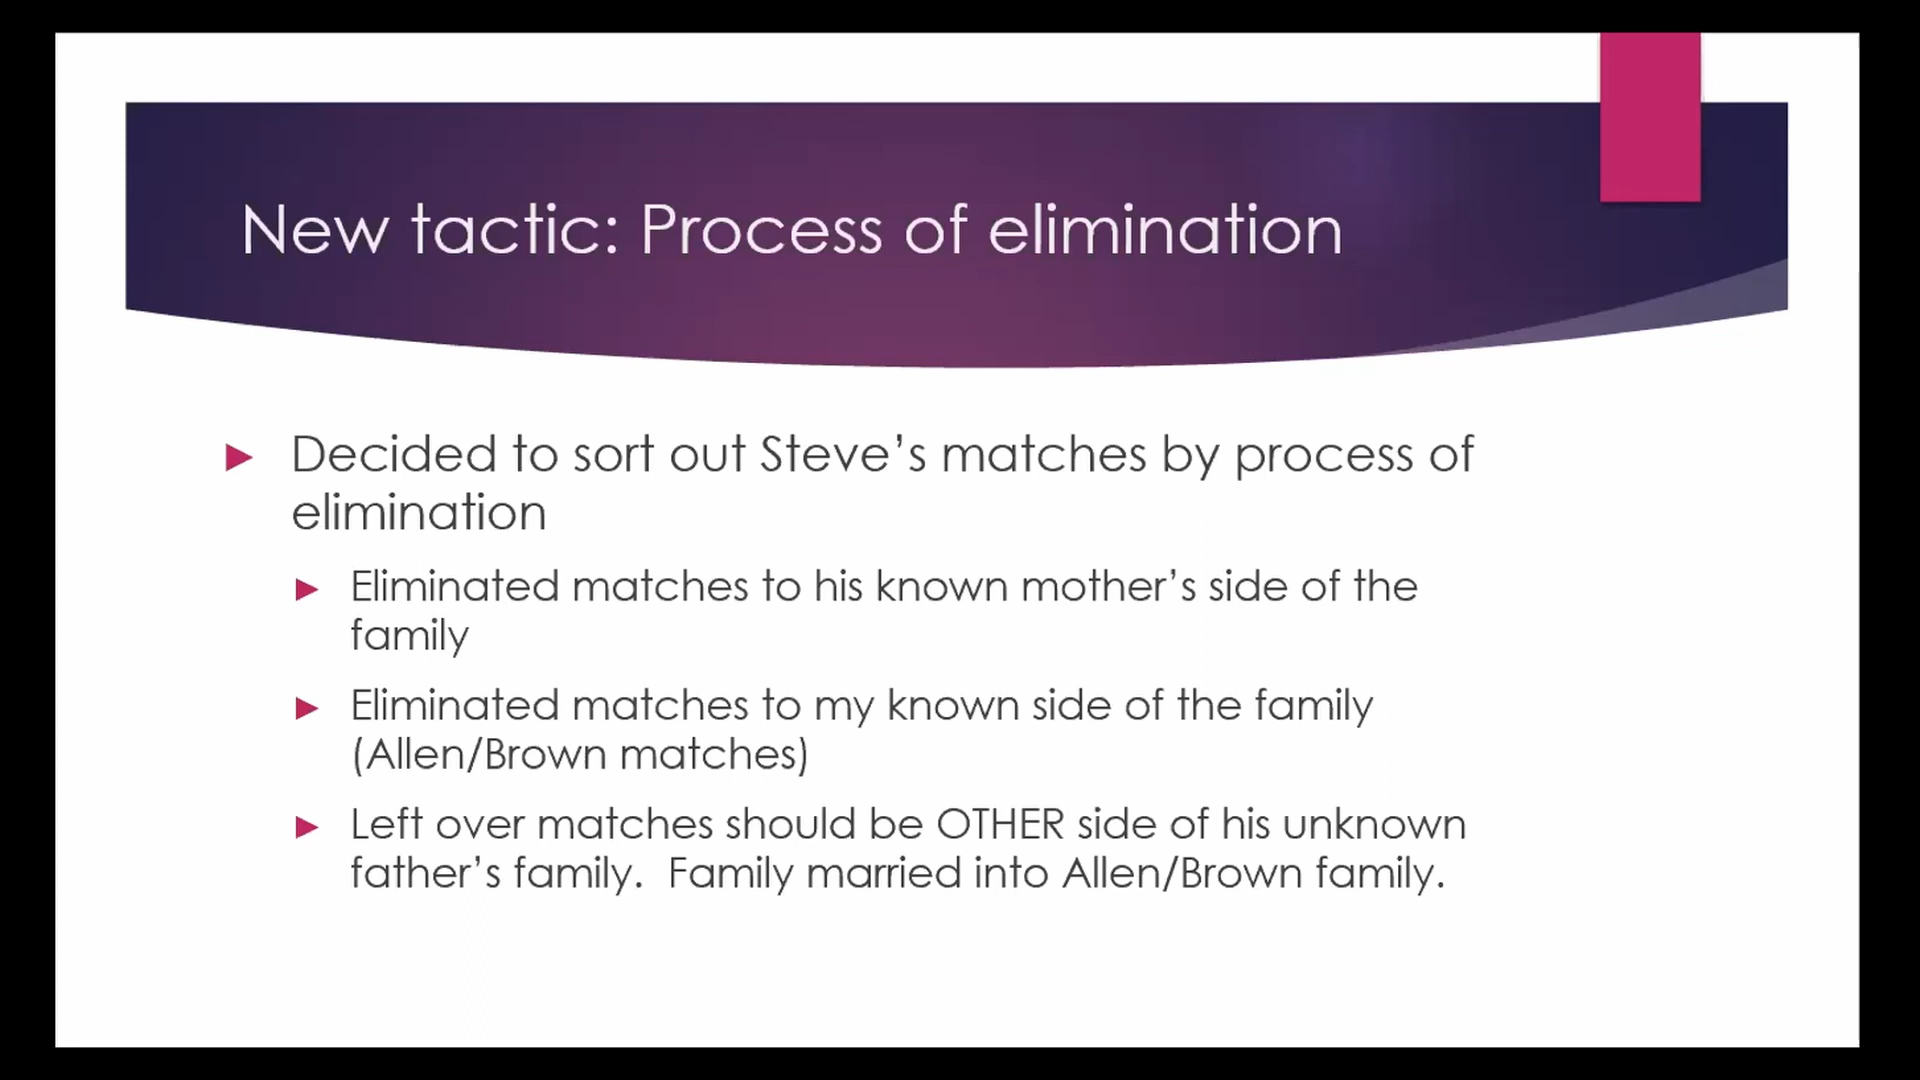 New tactic: Process of elimination
Decided to sort out Steve’s matches by process of
elimination
Eliminated matches to his known mother’s side of the
family
Eliminated matches to my known side of the family
(Allen/Brown matches)
Left over matches should be OTHER side of his unknown
father’s family.  Family married into Allen/Brown family.